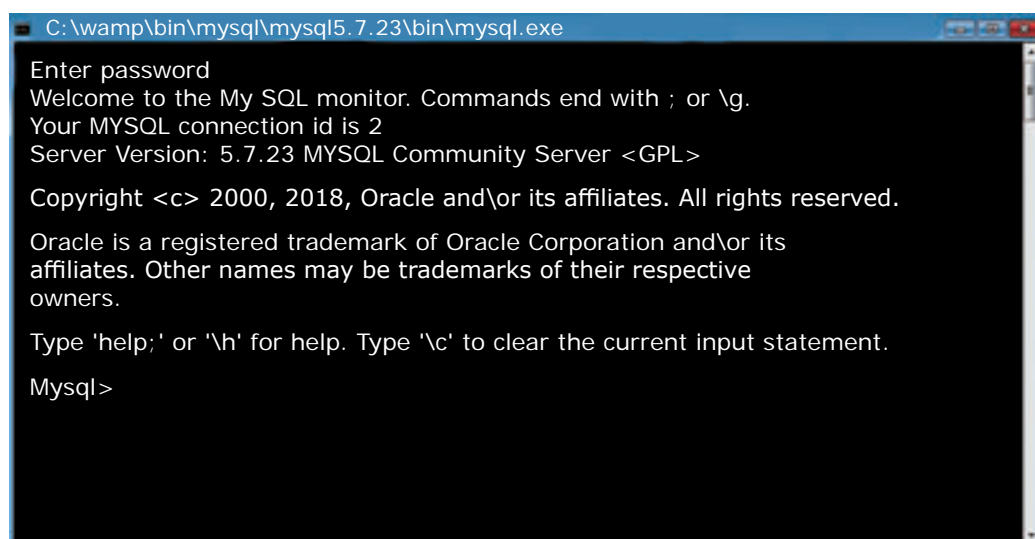 C:\wamp\bin\mysql\mysql5.7.23\bin\mysql.exe
Enter password
Welcome to the My SQL monitor. Commands end with ; or \g.
Your MYSQL connection id is 2
Server Version: 5.7.23 MYSQL Community Server <GPL>
Copyright <c> 2000, 2018, Oracle and\or its affiliates. All rights reserved.
Oracle is a registered trademark of Oracle Corporation and\or its
affiliates. Other names may be trademarks of their respective
owners.
Type 'help;' or '\h' for help. Type '\c' to clear the current input statement.
Mysql>